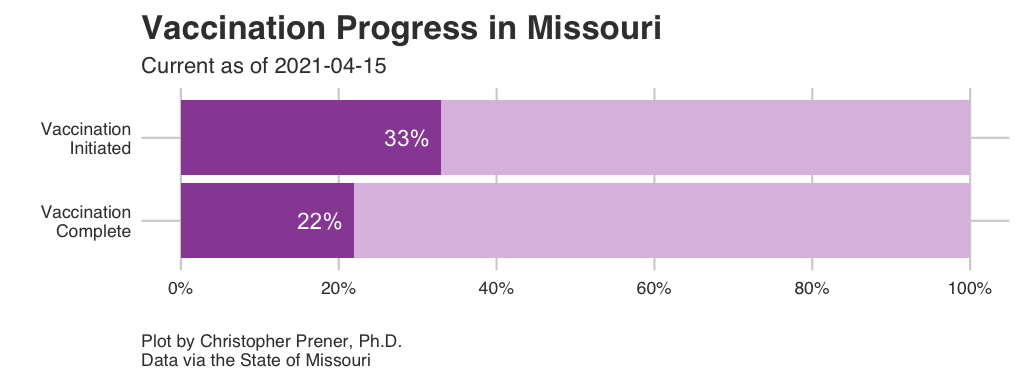 Vaccination Progress in Missouri
Current as of 2021-04-15
Vaccination
Initiated
33%
Vaccination
Complete
22%
0% 20% 40% 60% 80% 100%
Plot by Christopher Prener, Ph.D.
Data via the State of Missouri